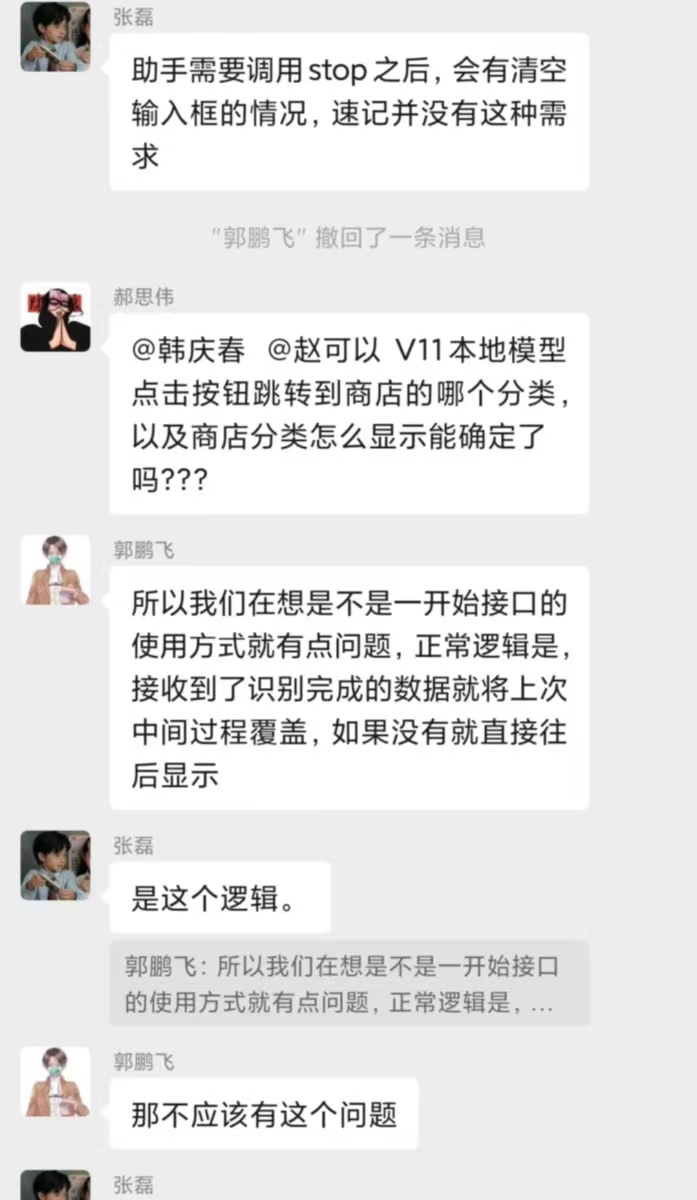 张磊
助手需要调用stop之后，会有清空
输入框的情况，速记并没有这种需
求
"郭鹏飞"撤回了一条消息
郝思伟
@韩庆春 @赵可以 V11本地模型
点击按钮跳转到商店的哪个分类，
以及商店分类怎么显示能确定了
吗???
郭鹏飞
所以我们在想是不是一开始接口的
使用方式就有点问题，正常逻辑是，
接收到了识别完成的数据就将上次
中间过程覆盖，如果没有就直接往
后显示
张磊
是这个逻辑。
郭鹏飞：所以我们在想是不是一开始接口
的使用方式就有点问题，正常逻辑是，...
郭鹏飞
那不应该有这个问题
张磊